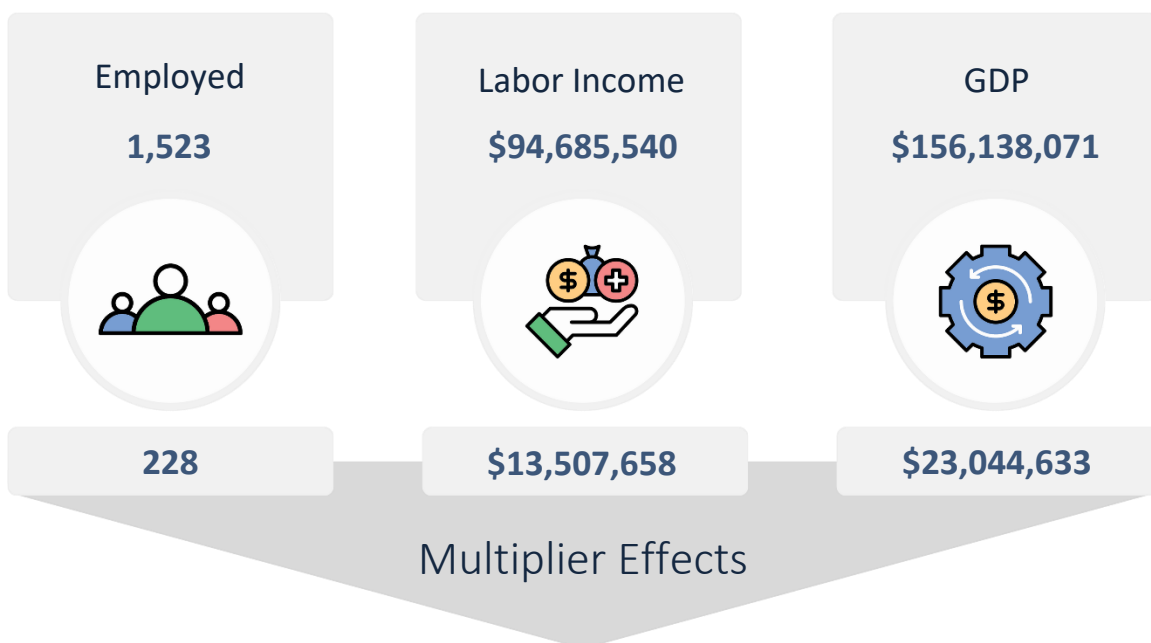 Employed
1,523
Labor Income
$94,685,540
GDP
$156,138,071
$
$
228
$13,507,658
$23,044,633
Multiplier Effects